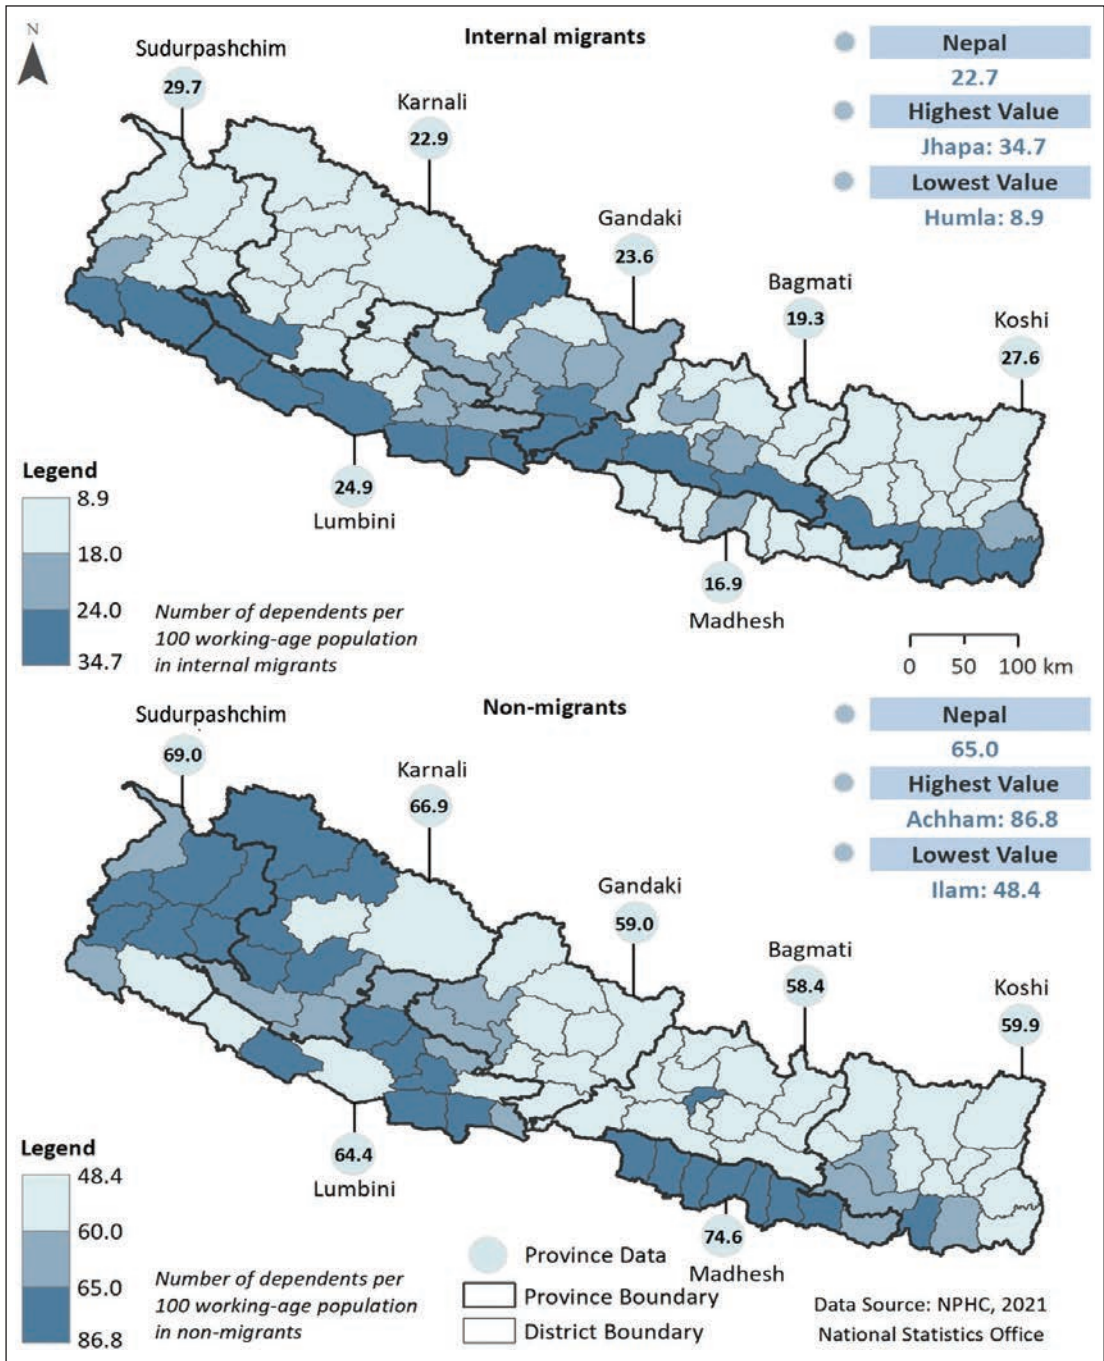 N
Sudurpashchim
Internal migrants
Nepal
22.7
29.7
Karnali
22.9
Highest Value
Jhapa: 34.7
Lowest Value
Humla: 8.9
Gandaki
23.6
Bagmati
19.3
Koshi
27.6
Legend
8.9
18.0
24.0
34.7
24.9
Lumbini
Number of dependents per
100 working-age population
in internal migrants
16.9
Madhesh
0 50 100 km
Sudurpashchim
Non-migrants
Nepal
65.0
69.0
Karnali
66.9
Highest Value
Achham: 86.8
Lowest Value
Ilam: 48.4
Gandaki
59.0
Bagmati
58.4
Koshi
59.9
Legend
48.4
60.0
65.0
86.8
64.4
Lumbini
Number of dependents per
100 working-age population
in non-migrants
74.6
Madhesh
Province Data
Province Boundary
District Boundary
Data Source: NPHC, 2021
National Statistics Office